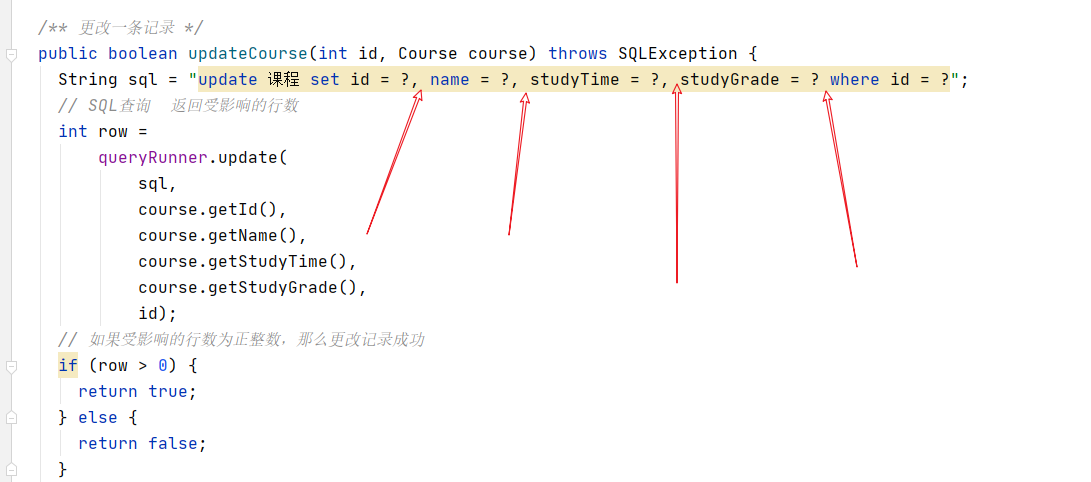 /** 更改一条记录 */
public boolean updateCourse(int id, Course course) throws SQLException {
String sql = "update 课程 set id = ?, name = ?, studyTime = ?, studyGrade = ? where id = ?";
// SQL查询  返回受影响的行数
int row =
queryRunner.update(
sql,
course.getId(),
course.getName(),
course.getStudyTime(),
course.getStudyGrade(),
id);
// 如果受影响的行数为正整数，那么更改记录成功
if (row > 0) {
return true;
} else {
return false;
}